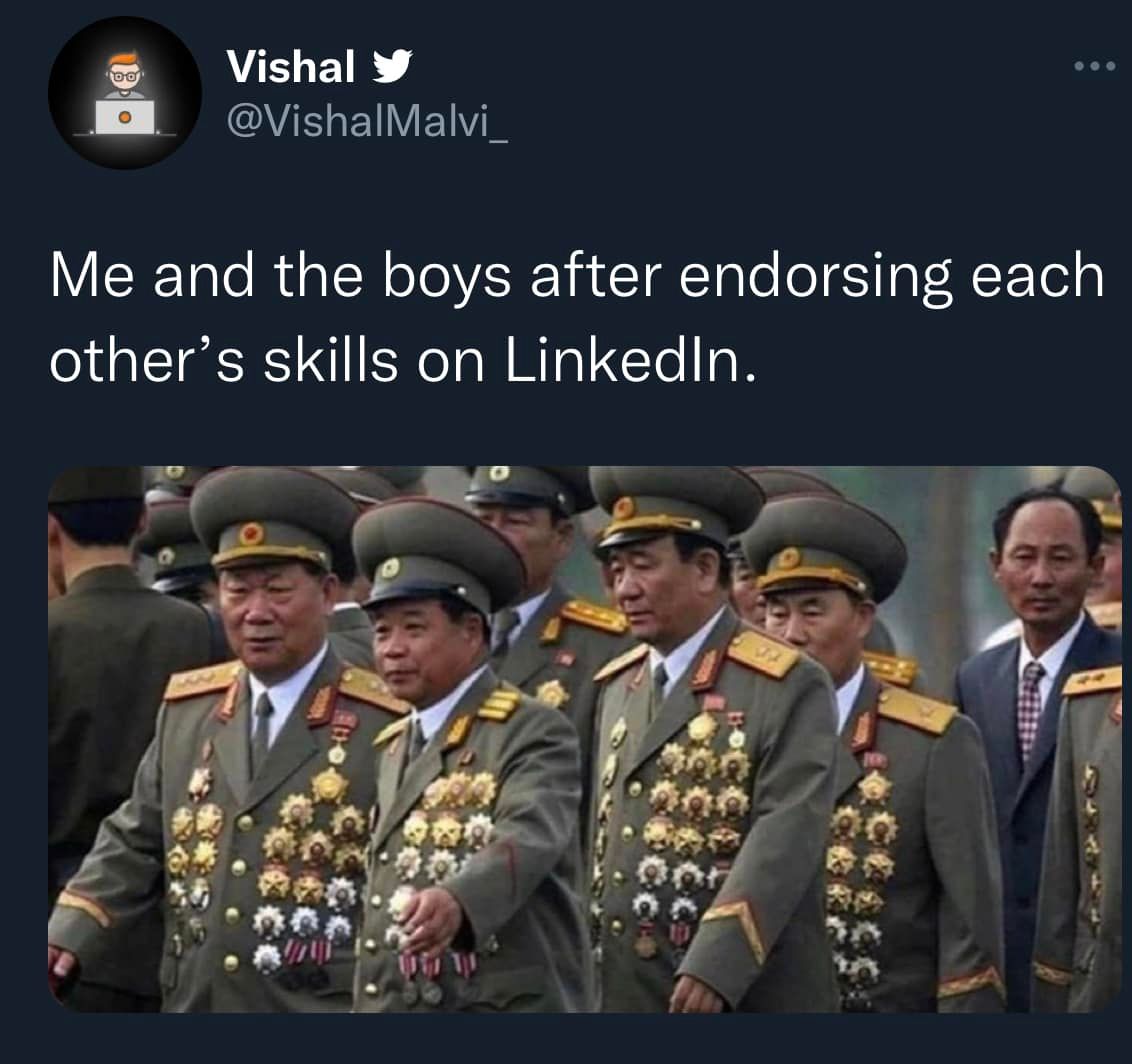 Vishal
@VishalMalvi_
Me and the boys after endorsing each
other’s skills on LinkedIn.